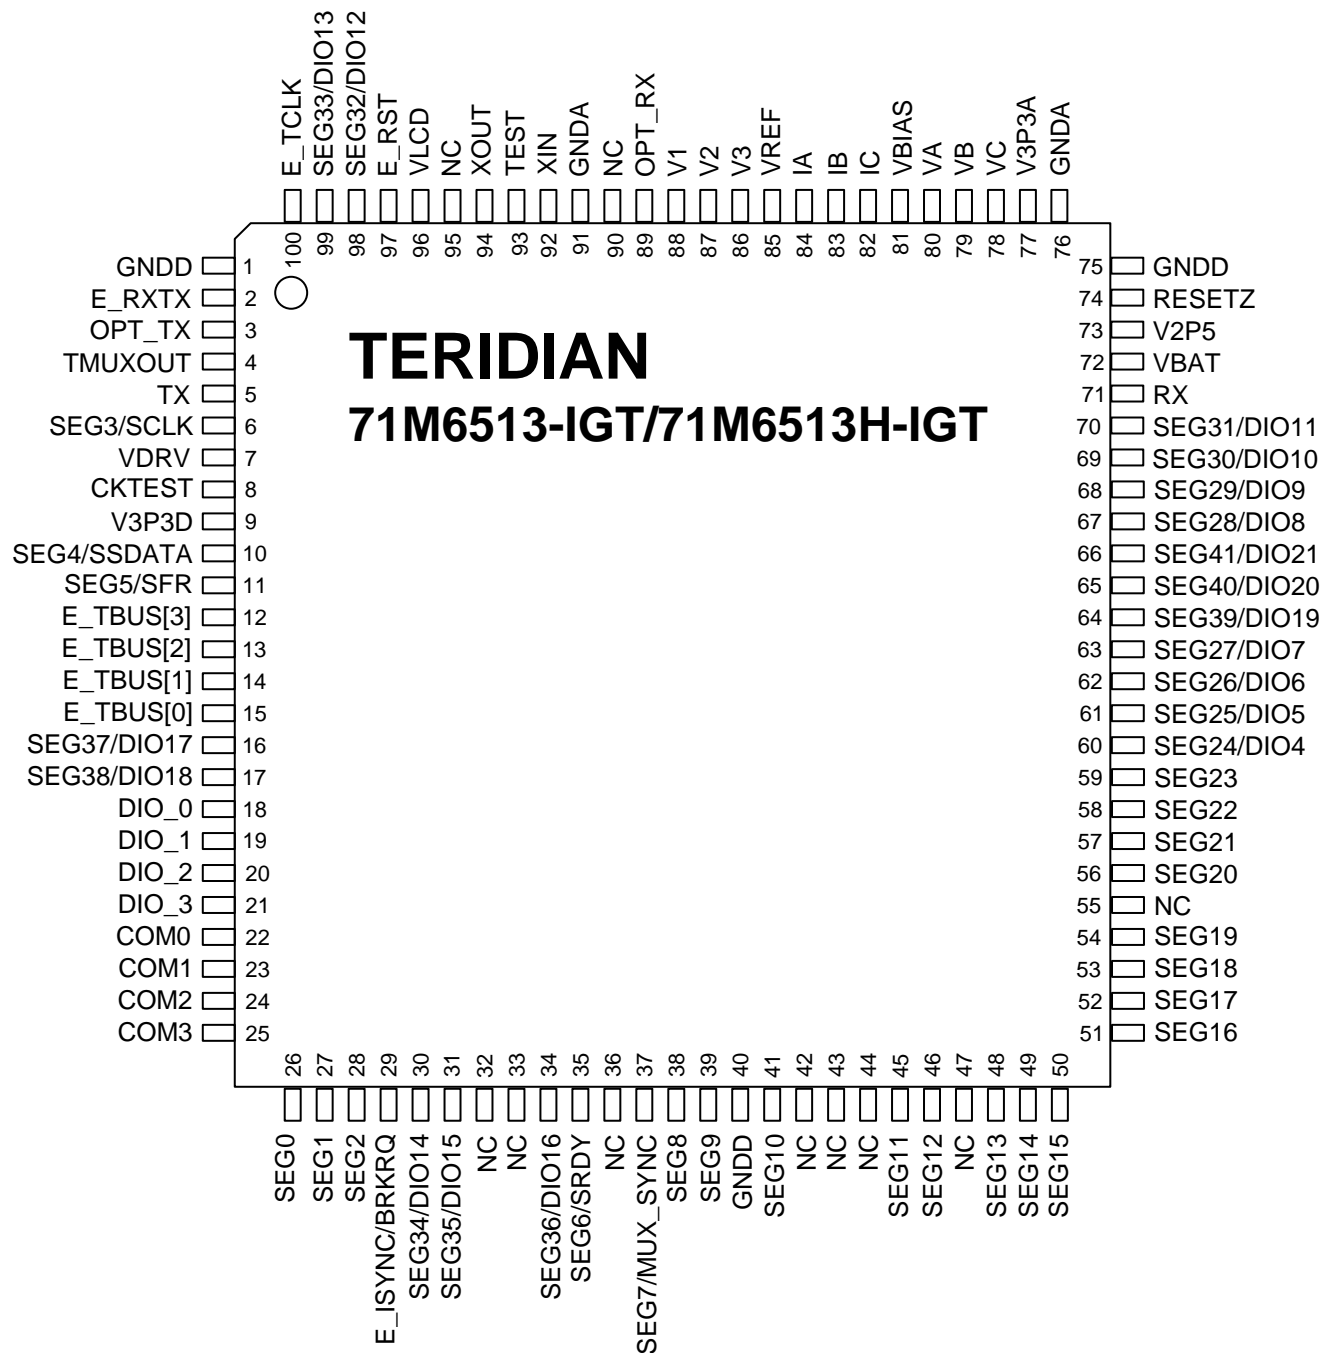 E_TCLK
SEG33/DIO13
SEG32/DIO12
E_RST
VLCD
NC
XOUT
TEST
XIN
GNDA
NC
OPT_RX
V1
V2
V3
VREF
IA
IB
IC
VBIAS
VA
VB
VC
V3P3A
GNDA
100
99
98
97
96
95
94
93
92
91
90
89
88
87
86
85
84
83
82
81
80
79
78
77
76
GNDD 1
E_RXTX 2
OPT_TX 3
TMUXOUT 4
TX 5
SEG3/SCLK 6
VDRV 7
CKTEST 8
V3P3D 9
SEG4/SSDATA 10
SEG5/SFR 11
E_TBUS[3] 12
E_TBUS[2] 13
E_TBUS[1] 14
E_TBUS[0] 15
SEG37/DIO17 16
SEG38/DIO18 17
DIO_0 18
DIO_1 19
DIO_2 20
DIO_3 21
COM0 22
COM1 23
COM2 24
COM3 25
TERIDIAN
71M6513-IGT/71M6513H-IGT
75 GNDD
74 RESETZ
73 V2P5
72 VBAT
71 RX
70 SEG31/DIO11
69 SEG30/DIO10
68 SEG29/DIO9
67 SEG28/DIO8
66 SEG41/DIO21
65 SEG40/DIO20
64 SEG39/DIO19
63 SEG27/DIO7
62 SEG26/DIO6
61 SEG25/DIO5
60 SEG24/DIO4
59 SEG23
58 SEG22
57 SEG21
56 SEG20
55 NC
54 SEG19
53 SEG18
52 SEG17
51 SEG16
26
27
28
29
30
31
32
33
34
35
36
37
38
39
40
41
42
43
44
45
46
47
48
49
50
SEG0
SEG1
SEG2
E_ISYNC/BRKRQ
SEG34/DIO14
SEG35/DIO15
NC
NC
SEG36/DIO16
SEG6/SRDY
NC
SEG7/MUX_SYNC
SEG8
SEG9
GNDD
SEG10
NC
NC
NC
SEG11
SEG12
NC
SEG13
SEG14
SEG15